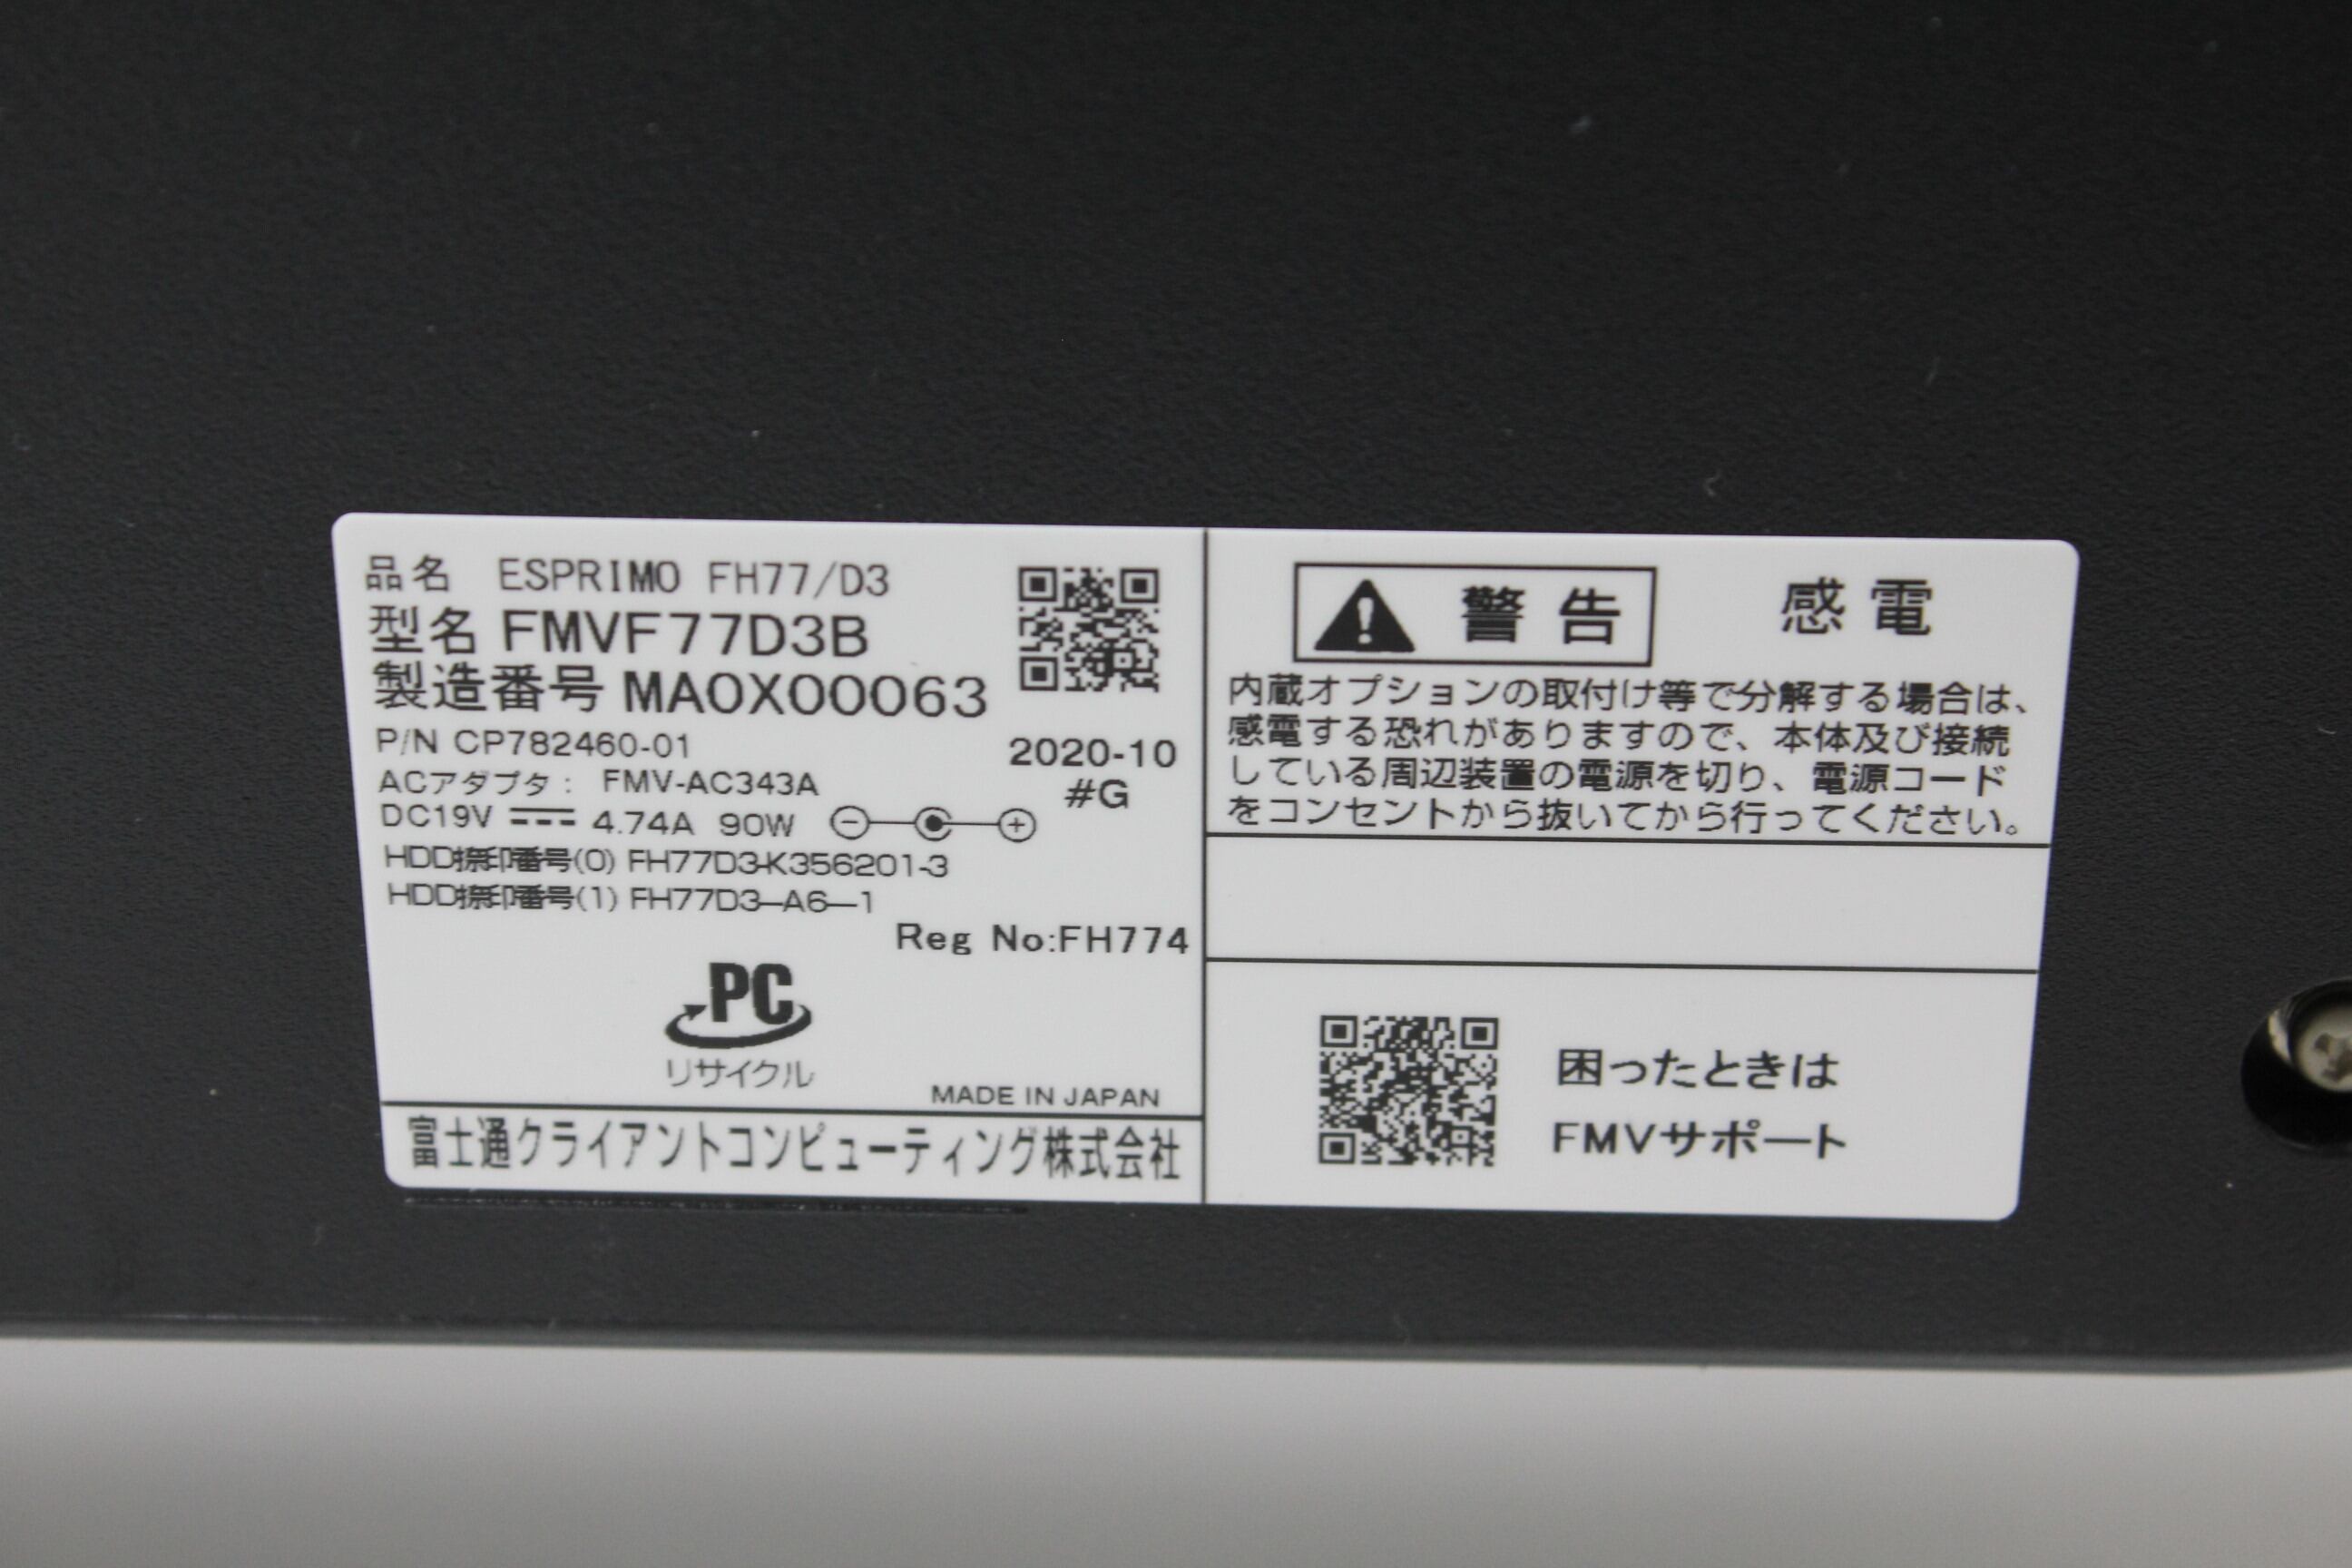 品名 ESPRIMO FH77/D3
型名 FMVF77D3B
製造番号 MAOX00063
P/N CP782460-01
2020-10
ACアダプタ： FMV-AC343A
#G
DC19V 4.74A 90W
HDD捺印番号(0) FH77D3-K356201-3
HDD捺印番号(1) FH77D3-A6-1
Reg No:FH774
PC
リサイクル
MADE IN JAPAN
富士通クライアントコンピューティング株式会社
警告 感電
内蔵オプションの取付け等で分解する場合は、
感電する恐れがありますので、本体及び接続
している周辺装置の電源を切り、電源コード
をコンセントから抜いてから行ってください。
困ったときは
FMVサポート